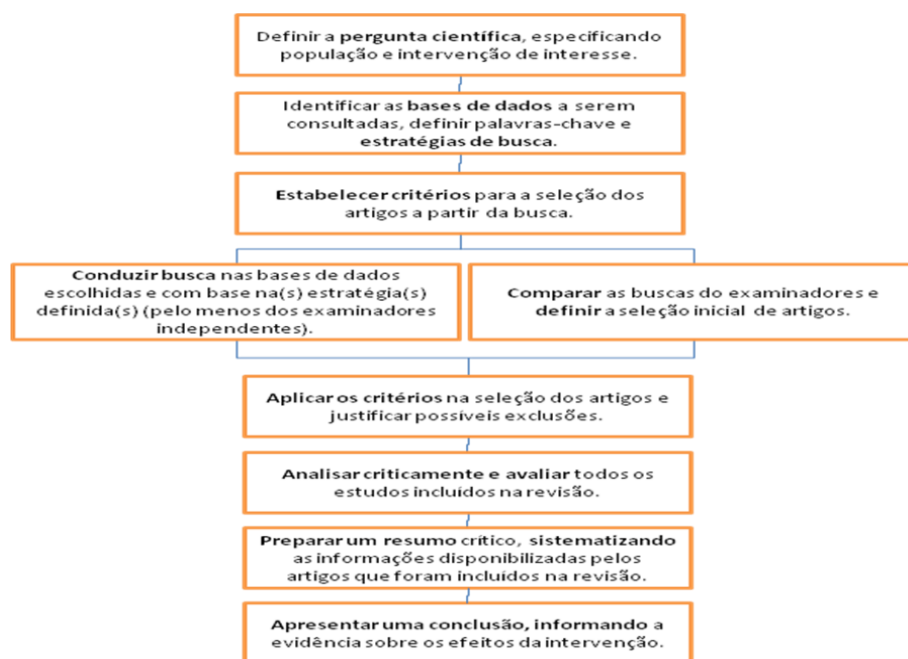 Definir a pergunta científica, especificando
população e intervenção de interesse.
Identificar as bases de dados a serem
consultadas, definir palavras-chave e
estratégias de busca.
Estabelecer critérios para a seleção dos
artigos a partir da busca.
Conduzir busca nas bases de dados
escolhidas e com base na(s) estratégia(s)
definida(s) (pelo menos dos examinadores
independentes).
Comparar as buscas do examinadores e
definir a seleção inicial de artigos.
Aplicar os critérios na seleção dos artigos e
justificar possíveis exclusões.
Analisar criticamente e avaliar todos os
estudos incluídos na revisão.
Preparar um resumo crítico, sistematizando
as informações disponibilizadas pelos
artigos que foram incluídos na revisão.
Apresentar uma conclusão, informando a
evidência sobre os efeitos da intervenção.